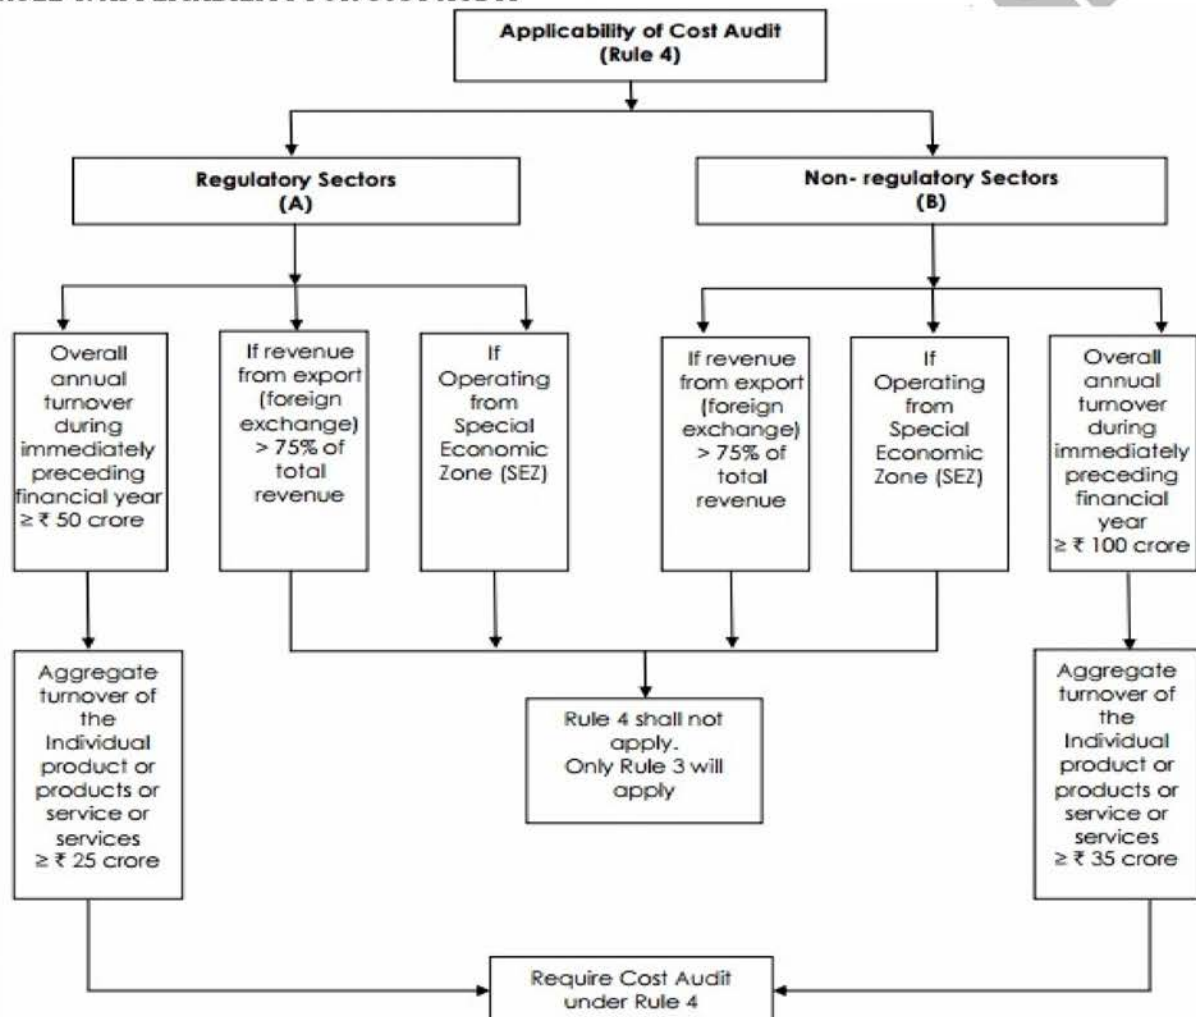 Applicability of Cost Audit
(Rule 4)
Regulatory Sectors
(A)
Non- regulatory Sectors
(B)
Overall
annual
turnover
during
immediately
preceding
financial year
≥ ₹ 50 crore
If revenue
from export
(foreign
exchange)
> 75% of
total
revenue
If
Operating
from
Special
Economic
Zone (SEZ)
If revenue
from export
(foreign
exchange)
> 75% of
total
revenue
If
Operating
from
Special
Economic
Zone (SEZ)
Overall
annual
turnover
during
immediately
preceding
financial
year
≥ ₹ 100 crore
Aggregate
turnover of
the
Individual
product or
products or
service or
services
≥ ₹ 25 crore
Rule 4 shall not
apply.
Only Rule 3 will
apply
Aggregate
turnover of
the
Individual
product or
products or
service or
services
≥ ₹ 35 crore
Require Cost Audit
under Rule 4